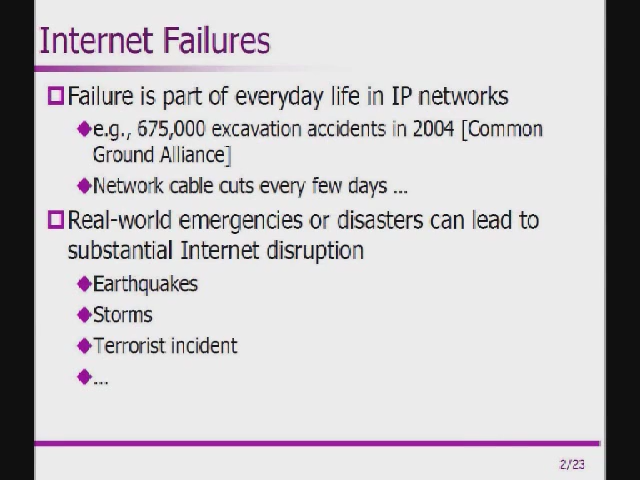 Internet Failures
Failure is part of everyday life in IP networks
e.g., 675,000 excavation accidents in 2004 [Common
Ground Alliance]
Network cable cuts every few days ...
Real-world emergencies or disasters can lead to
substantial Internet disruption
Earthquakes
Storms
Terrorist incident
...
2/23